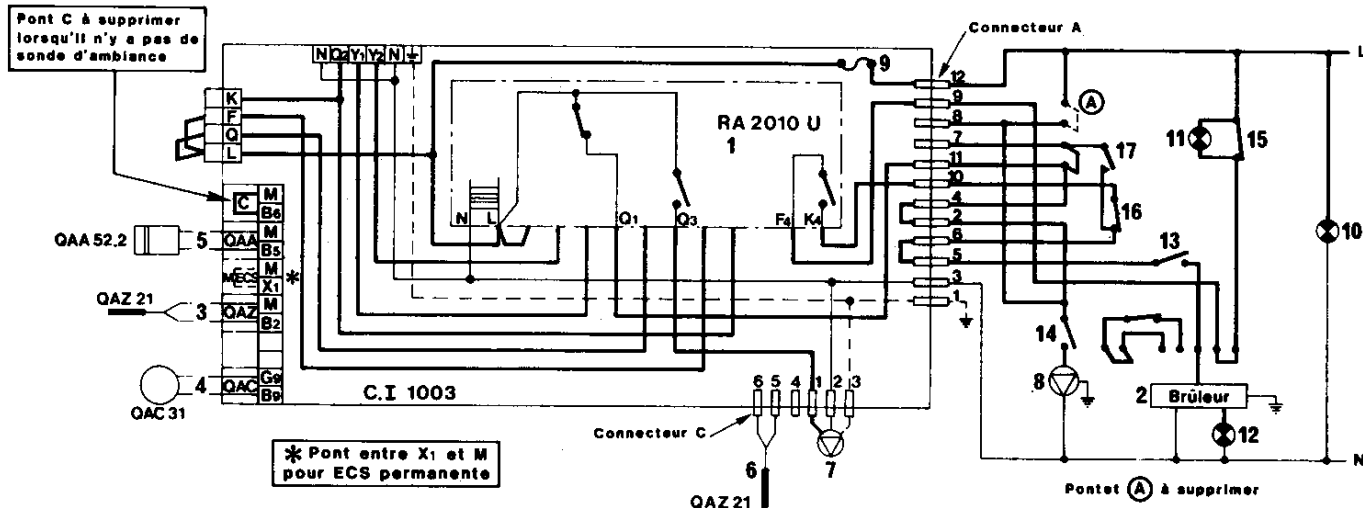 Pont C à supprimer
lorsqu'il n'y a pas de
sonde d'ambiance
Connecteur A
N Q2 Y1 Y2 N
L
K
F
Q
L
9
12
9
8
7
11
10
4
2
6
5
3
1
A
RA 2010 U
1
N L Q1 Q3 F4 K4
11
15
17
16
10
13
14
8
2 Brûleur
12
N
C
M
B6
M
QAA 52.2
5
QAA
B5
M
MECS
X1
*
M
QAZ 21
3
QAZ
B2
G9
4
QAC
B9
QAC 31
C.I 1003
6 5 4 1 2 3
Connecteur C
7
6
QAZ 21
* Pont entre X1 et M
pour ECS permanente
Pontet A à supprimer